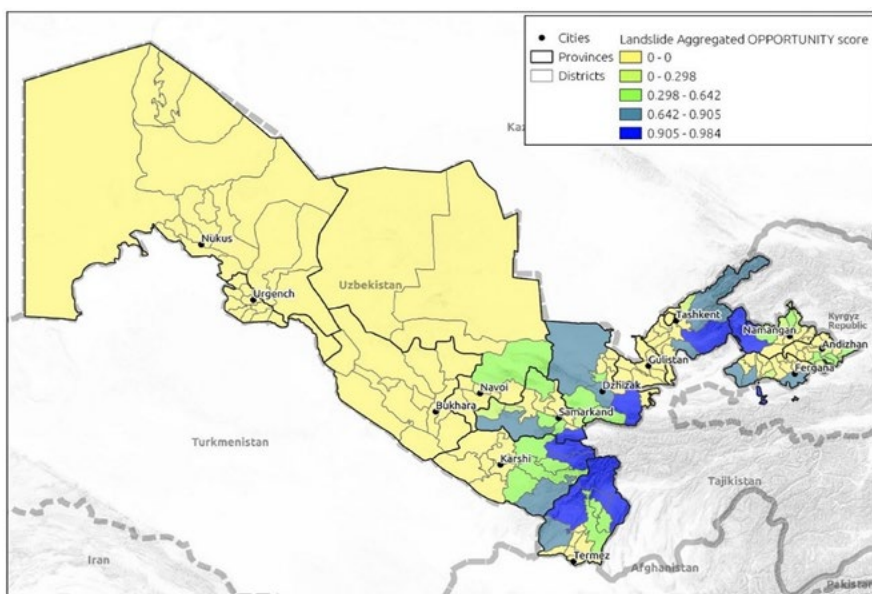 Cities
Provinces
Districts
Landslide Aggregated OPPORTUNITY score
0 - 0
0 - 0.298
0.298 - 0.642
0.642 - 0.905
0.905 - 0.984
Nukus
Urgench
Uzbekistan
Tashkent
Namangan
Kyrgyz
Republic
Andizhan
Gulistan
Fergana
Dzhizak
Navoi
Bukhara
Samarkand
Turkmenistan
Karshi
Tajikistan
Iran
Termez
Afghanistan
Pakistan